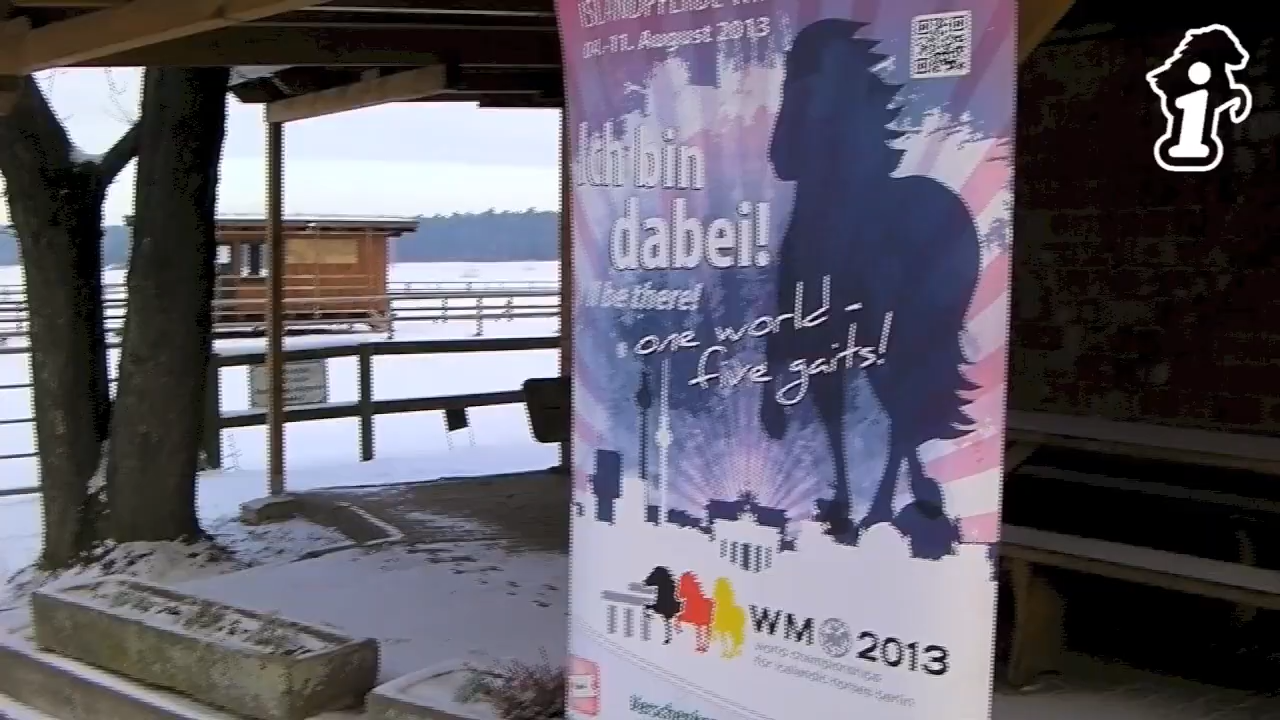 ISLANDPFERDE
04.-11. August 2013
Ich bin
dabei!
be there!
one world -
five gaits!
WM 2013
world championships
for icelandic horses berlin
i